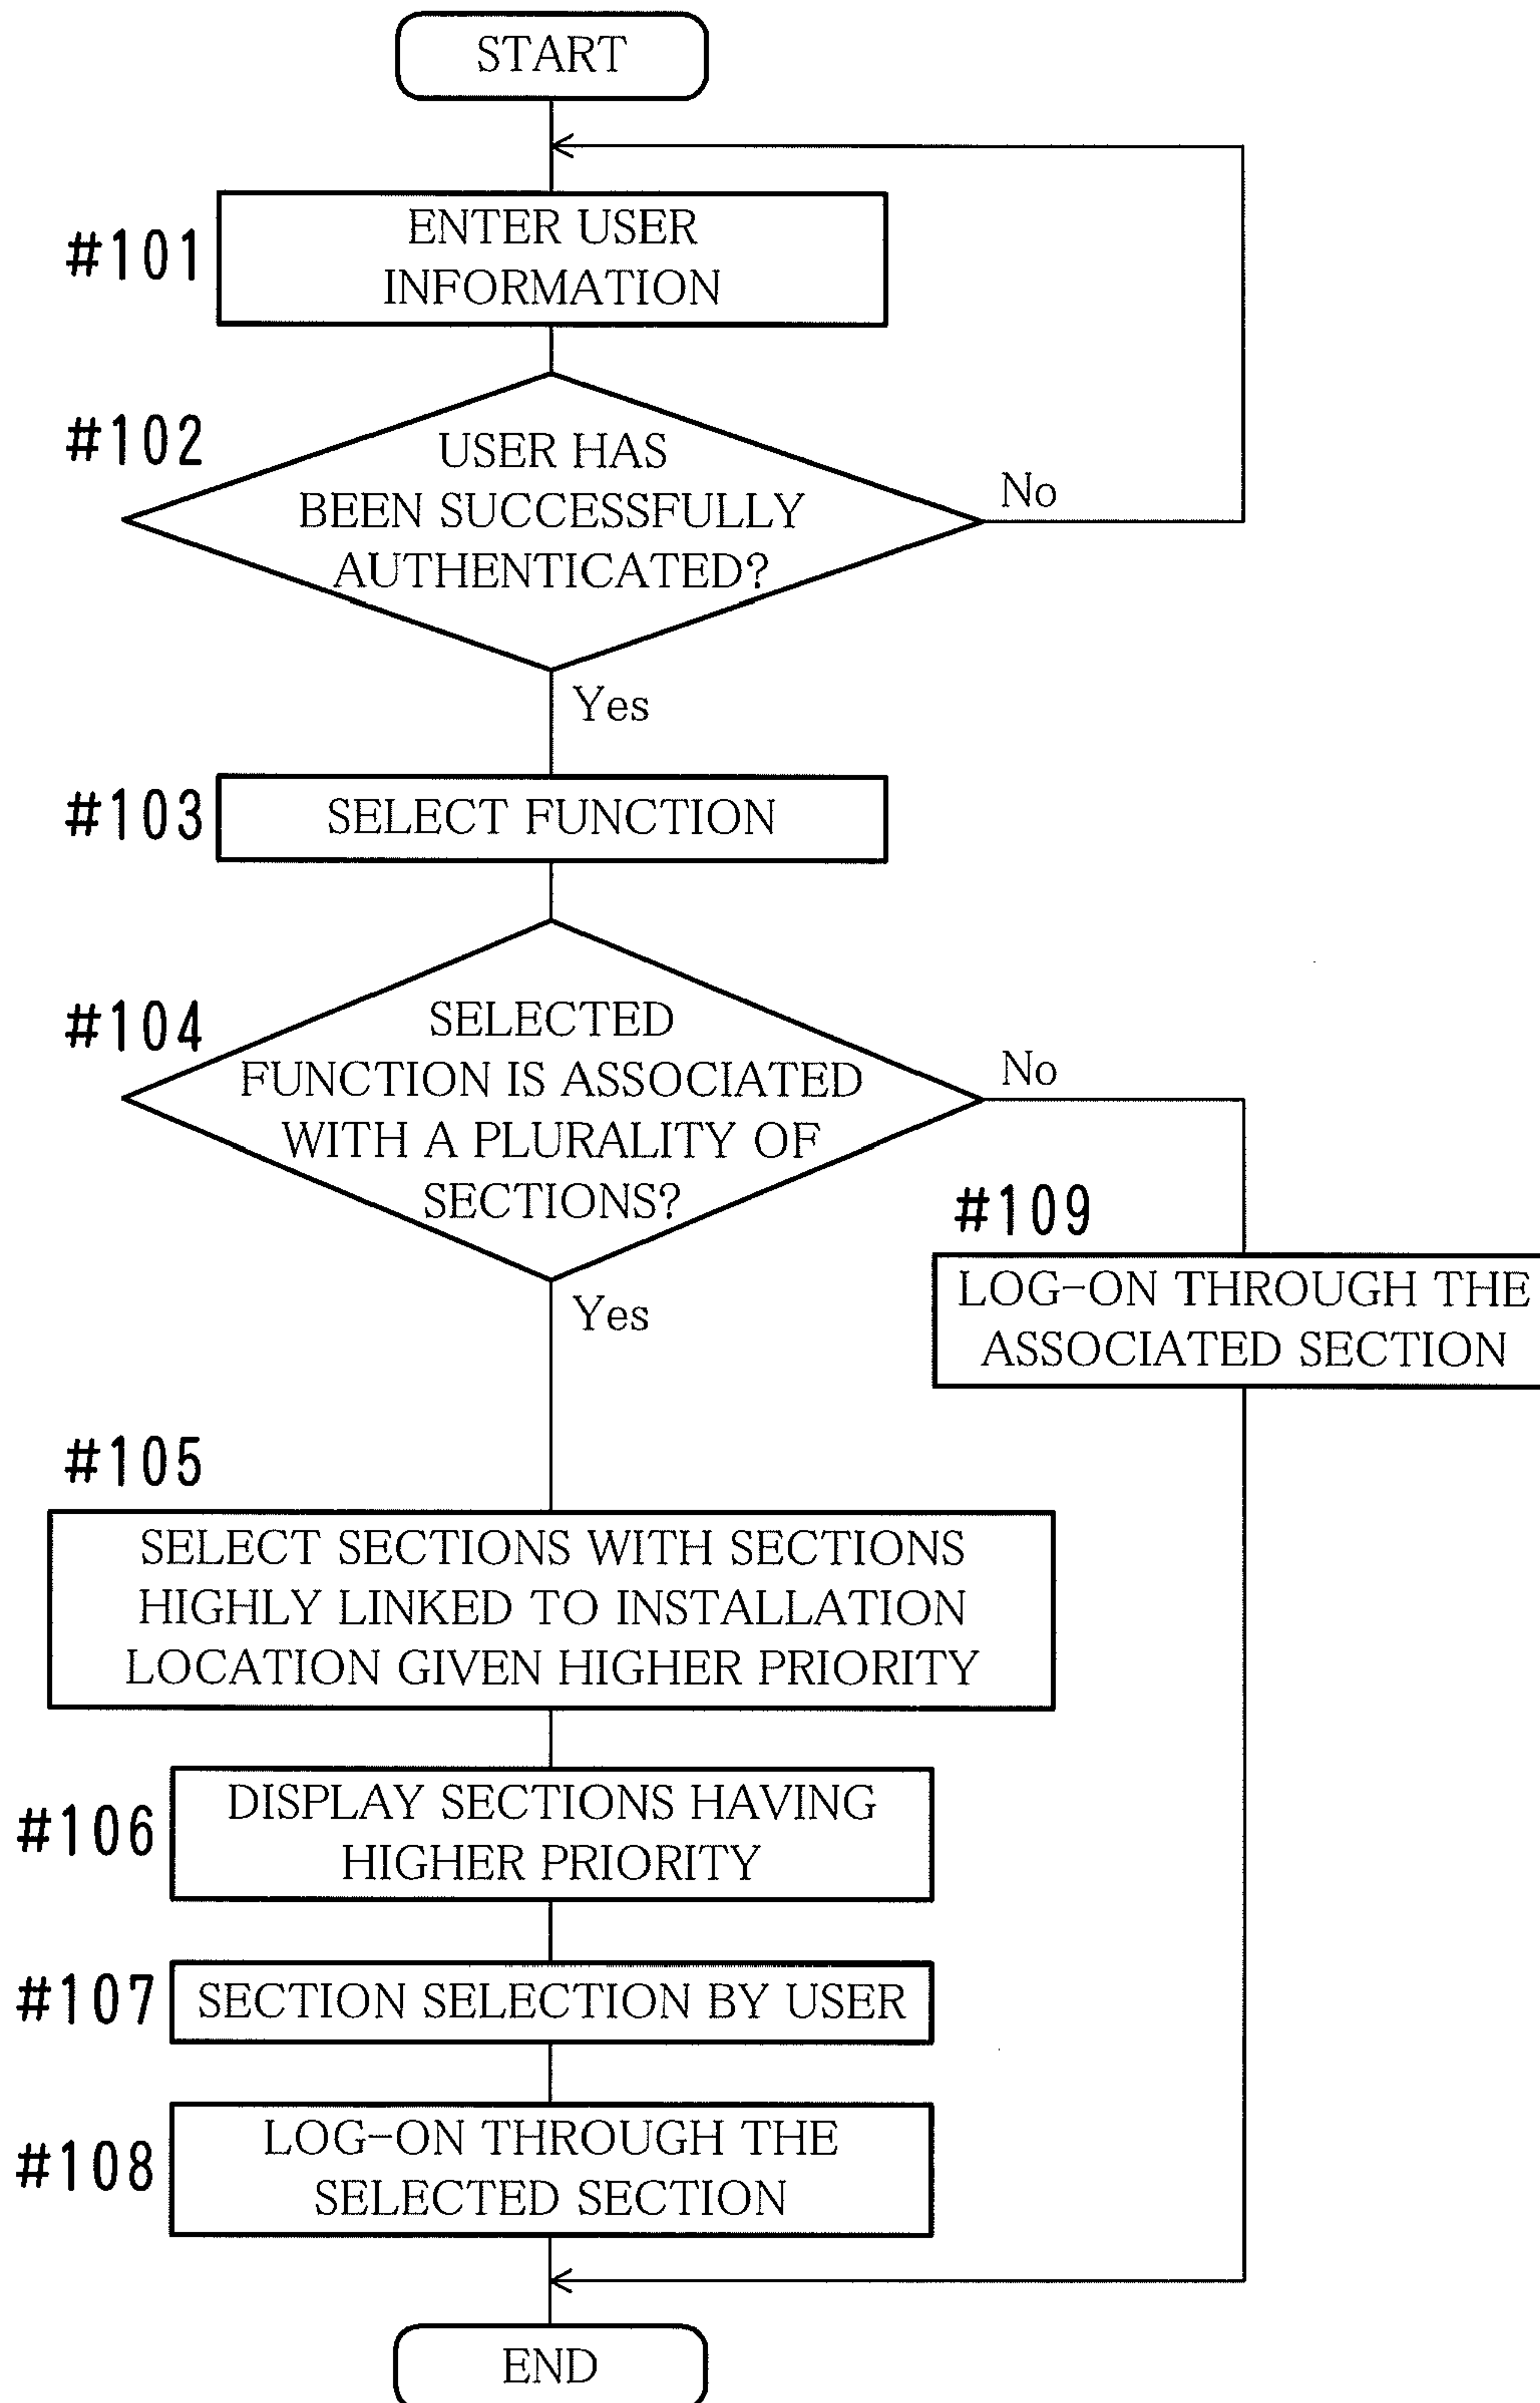 START
#101
ENTER USER
INFORMATION
#102
USER HAS
BEEN SUCCESSFULLY
AUTHENTICATED?
No
Yes
#103
SELECT FUNCTION
#104
SELECTED
FUNCTION IS ASSOCIATED
WITH A PLURALITY OF
SECTIONS?
No
Yes
#109
LOG-ON THROUGH THE
ASSOCIATED SECTION
#105
SELECT SECTIONS WITH SECTIONS
HIGHLY LINKED TO INSTALLATION
LOCATION GIVEN HIGHER PRIORITY
#106
DISPLAY SECTIONS HAVING
HIGHER PRIORITY
#107
SECTION SELECTION BY USER
#108
LOG-ON THROUGH THE
SELECTED SECTION
END